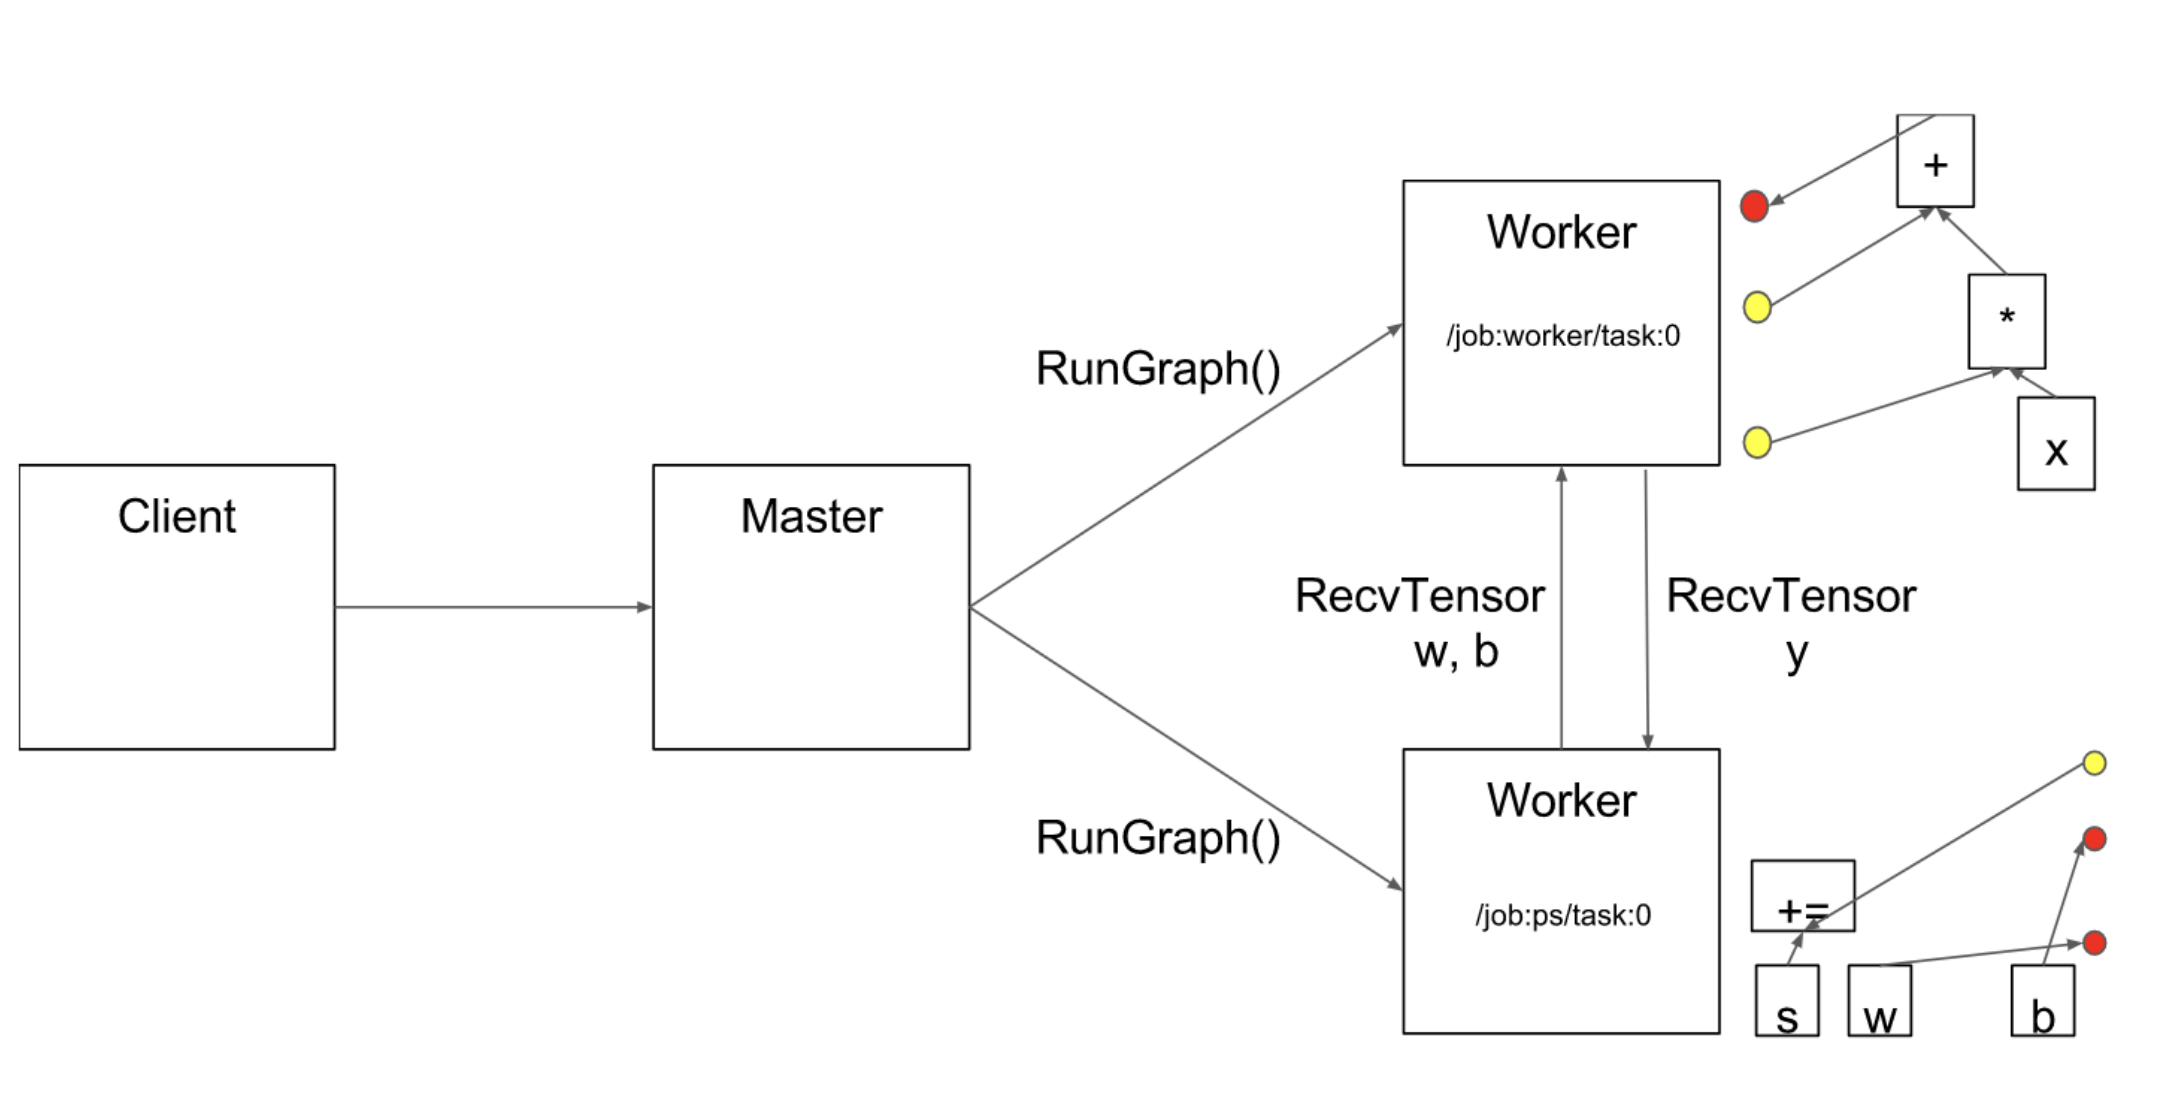 Client
Master
RunGraph()
RunGraph()
Worker
/job:worker/task:0
RecvTensor
w, b
RecvTensor
y
Worker
/job:ps/task:0
+
*
x
+=
s
w
b